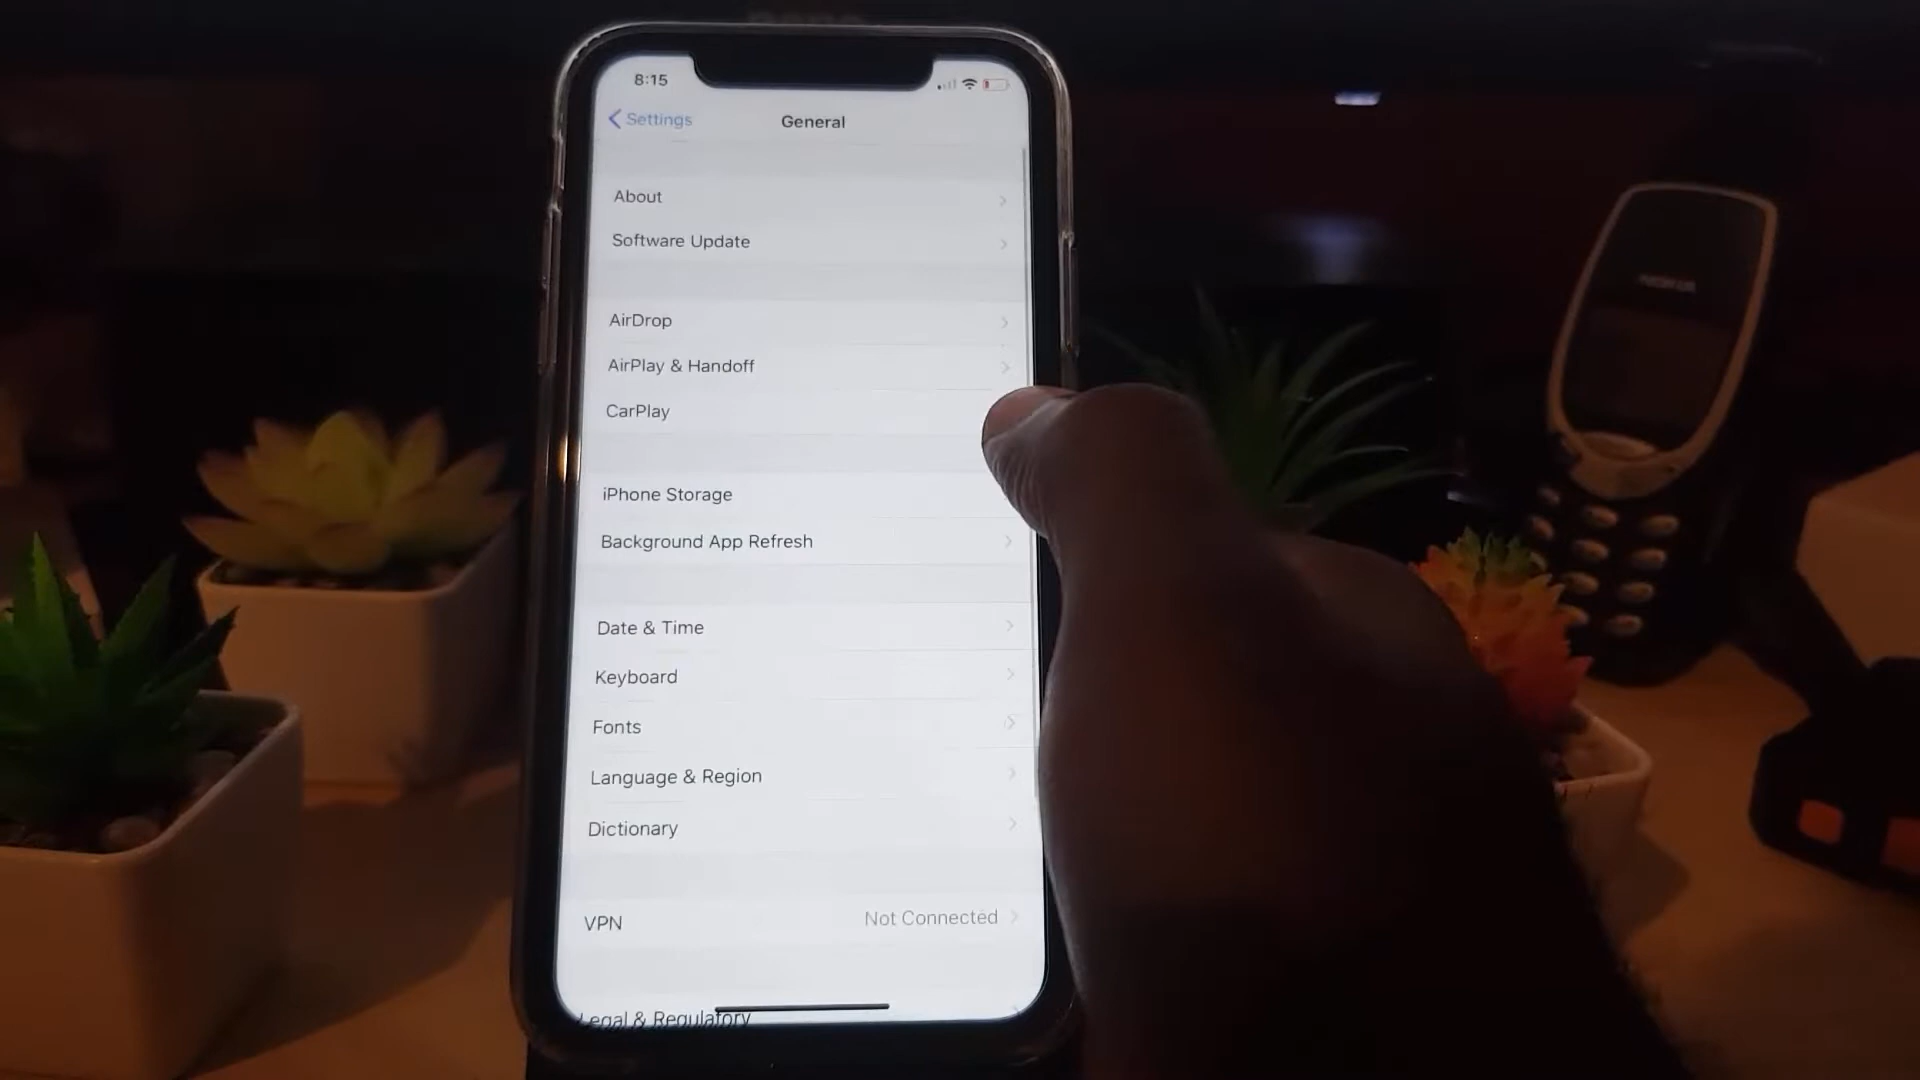 8:15
Settings
General
About
Software Update
AirDrop
AirPlay & Handoff
CarPlay
iPhone Storage
Background App Refresh
Date & Time
Keyboard
Fonts
Language & Region
Dictionary
VPN
Not Connected
Legal & Regulatory
NOKIA